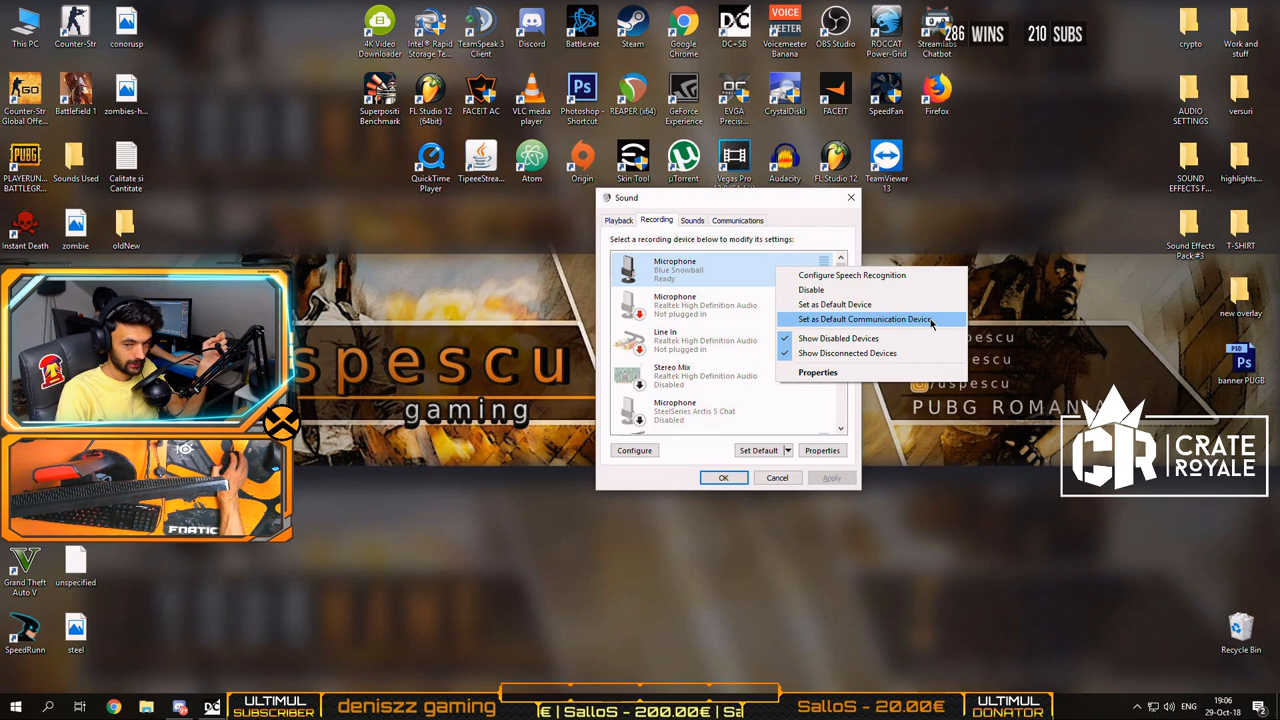 This PC
Counter-Str
conorusp
4K Video
Downloader
Intel® Rapid
Storage Te...
TeamSpeak 3
Client
Discord
Battle.net
Steam
Google
Chrome
DC+SB
VOICE
MEETER
Voicemeeter
Banana
OBS Studio
ROCCAT
Power-Grid
Streamlabs
Chatbot
286 WINS
210 SUBS
crypto
Work and
stuff
Counter-Str
Global Offe...
Battlefield 1
zombies-h...
Superpositi
Benchmark
FL Studio 12
(64bit)
FACEIT AC
VLC media
player
Photoshop -
Shortcut
REAPER (x64)
GeForce
Experience
EVGA
Precisi...
CrystalDiskI
FACEIT
SpeedFan
Firefox
AUDIO
SETTINGS
versuri
PUBG
PLAYERUN...
BATTLEGR...
Sounds Used
Calitate si
Cantitate
QuickTime
Player
TipeeeStrea...
Atom
Origin
Skin Tool
µTorrent
Vegas Pro
Audacity
FL Studio 12
TeamViewer
13
SOUND
EFFECTS F...
highlights...
Instant Death
zombie
oldNew
Sound Effects
Pack #3
T-SHIRT
Sound
Playback
Recording
Sounds
Communications
Select a recording device below to modify its settings:
Microphone
Blue Snowball
Ready
Microphone
Realtek High Definition Audio
Not plugged in
Line In
Realtek High Definition Audio
Not plugged in
Stereo Mix
Realtek High Definition Audio
Disabled
Microphone
SteelSeries Arctis 5 Chat
Disabled
Configure Speech Recognition
Disable
Set as Default Device
Set as Default Communication Device
Show Disabled Devices
Show Disconnected Devices
Properties
Configure
Set Default
Properties
OK
Cancel
Apply
new overlay
PSD
Ps
banner PUBG
uspescu
gaming
/uspescu
PUBG ROMANIA
CR
CRATE
ROYALE
FNATIC
Grand Theft
Auto V
unspecified
SpeedRunn
steel
Recycle Bin
ULTIMUL
SUBSCRIBER
deniszz gaming
€ | SalloS - 200.00€ | Sa
SalloS - 20.00€
ULTIMUL
DONATOR
ENG
19:06
29-Oct-18